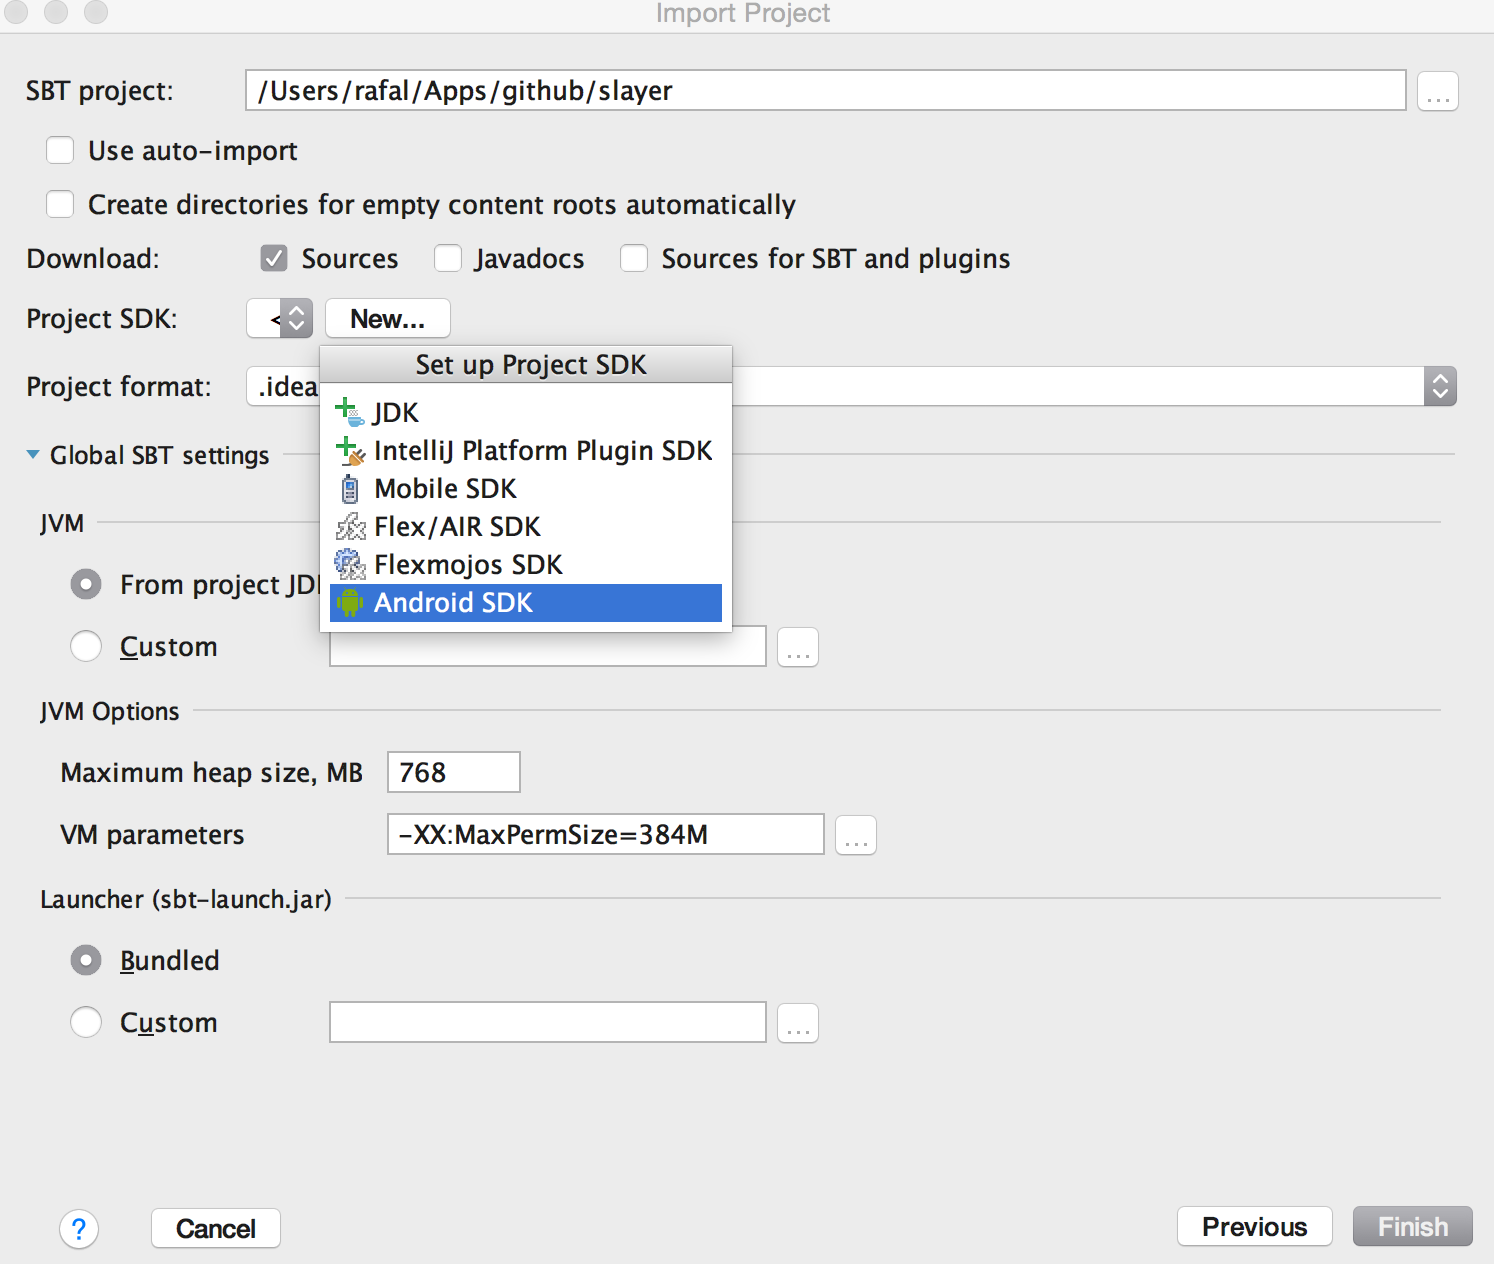 Import Project
SBT project: /Users/rafal/Apps/github/slayer ...
Use auto-import
Create directories for empty content roots automatically
Download: Sources Javadocs Sources for SBT and plugins
Project SDK: < New...
Set up Project SDK
Project format: .idea
JDK
IntelliJ Platform Plugin SDK
Mobile SDK
Flex/AIR SDK
Flexmojos SDK
Android SDK
Global SBT settings
JVM
From project JD
Custom ...
JVM Options
Maximum heap size, MB 768
VM parameters -XX:MaxPermSize=384M ...
Launcher (sbt-launch.jar)
Bundled
Custom ...
? Cancel Previous Finish